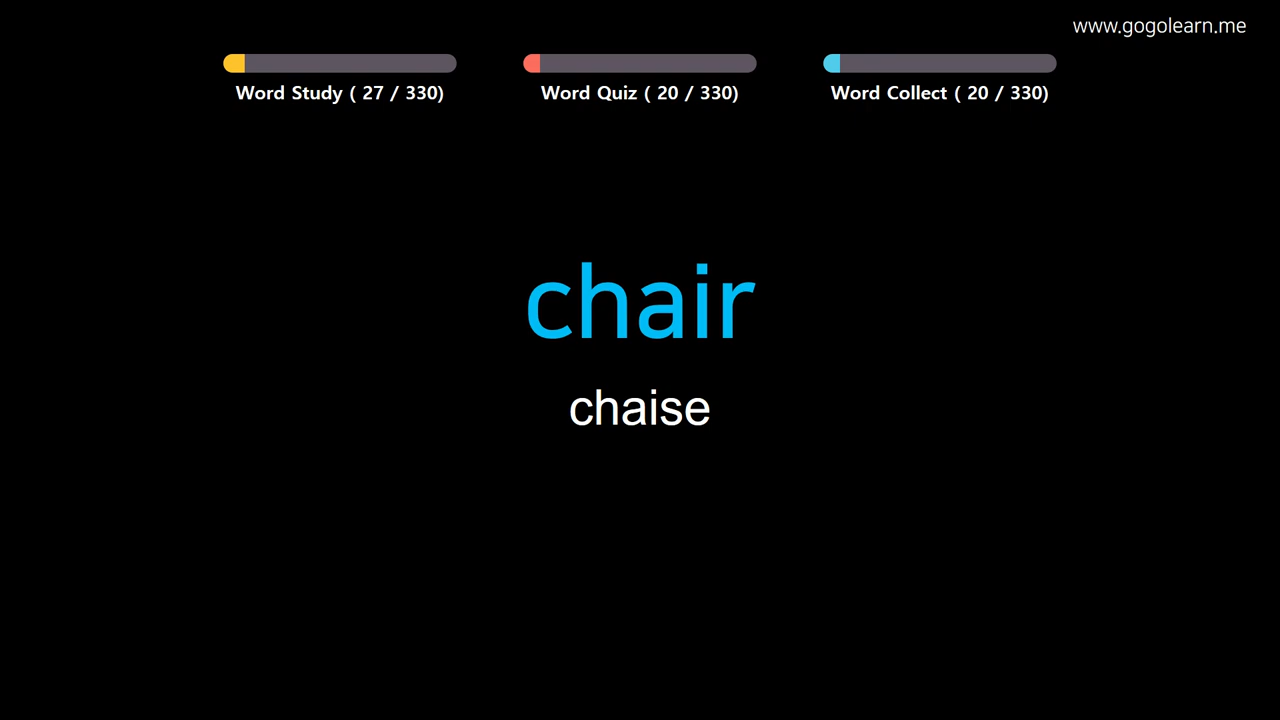 www.gogolearn.me
Word Study ( 27 / 330)
Word Quiz ( 20 / 330)
Word Collect ( 20 / 330)
chair
chaise